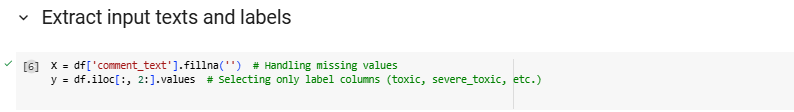 Extract input texts and labels
[6] X = df['comment_text'].fillna('')  # Handling missing values
y = df.iloc[:, 2:].values  # Selecting only label columns (toxic, severe_toxic, etc.)